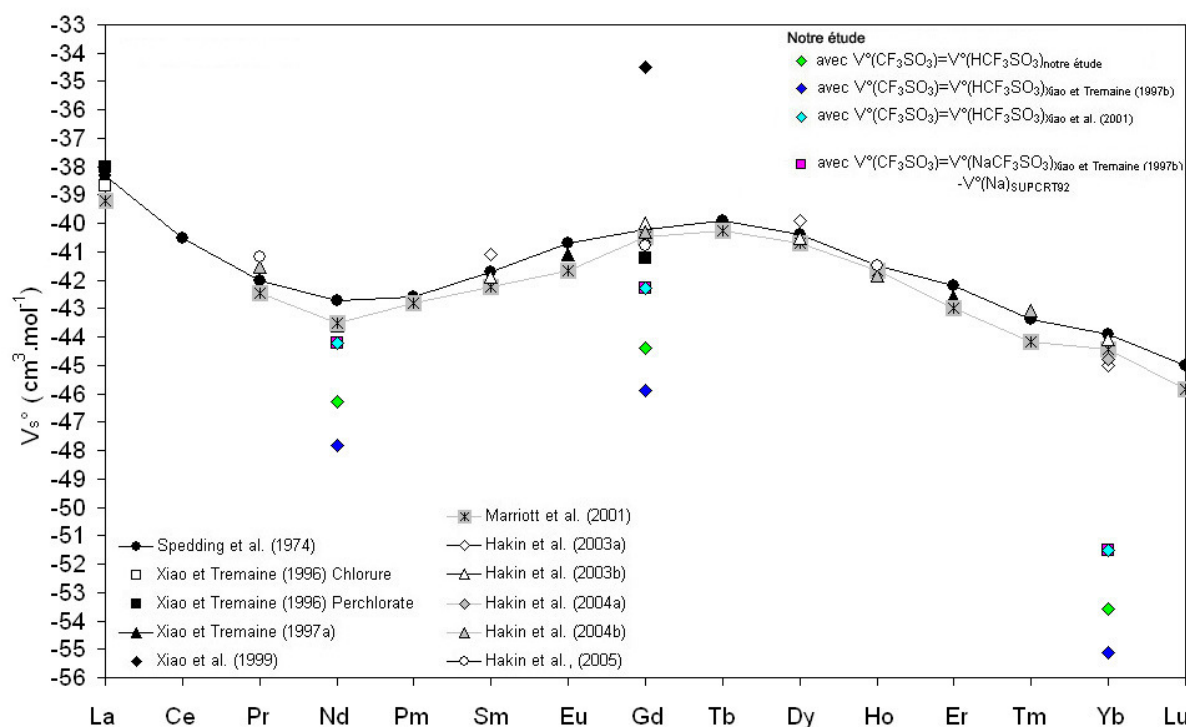 -33
-34
-35
-36
-37
-38
-39
-40
-41
-42
-43
-44
-45
-46
-47
-48
-49
-50
-51
-52
-53
-54
-55
-56
Vs° (cm³.mol⁻¹)
Notre étude
avec V°(CF₃SO₃)=V°(HCF₃SO₃)notre étude
avec V°(CF₃SO₃)=V°(HCF₃SO₃)Xiao et Tremaine (1997b)
avec V°(CF₃SO₃)=V°(HCF₃SO₃)Xiao et al. (2001)
avec V°(CF₃SO₃)=V°(NaCF₃SO₃)Xiao et Tremaine (1997b)
-V°(Na)SUPCRT92
Spedding et al. (1974)
Xiao et Tremaine (1996) Chlorure
Xiao et Tremaine (1996) Perchlorate
Xiao et Tremaine (1997a)
Xiao et al. (1999)
Marriott et al. (2001)
Hakin et al. (2003a)
Hakin et al. (2003b)
Hakin et al. (2004a)
Hakin et al. (2004b)
Hakin et al., (2005)
La Ce Pr Nd Pm Sm Eu Gd Tb Dy Ho Er Tm Yb Lu